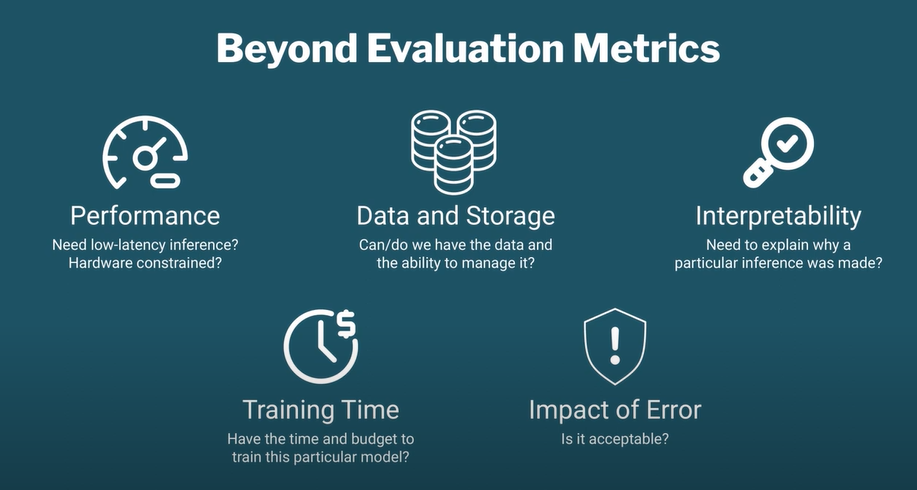 Beyond Evaluation Metrics
Performance
Need low-latency inference?
Hardware constrained?
Data and Storage
Can/do we have the data and
the ability to manage it?
Interpretability
Need to explain why a
particular inference was made?
$
Training Time
Have the time and budget to
train this particular model?
!
Impact of Error
Is it acceptable?